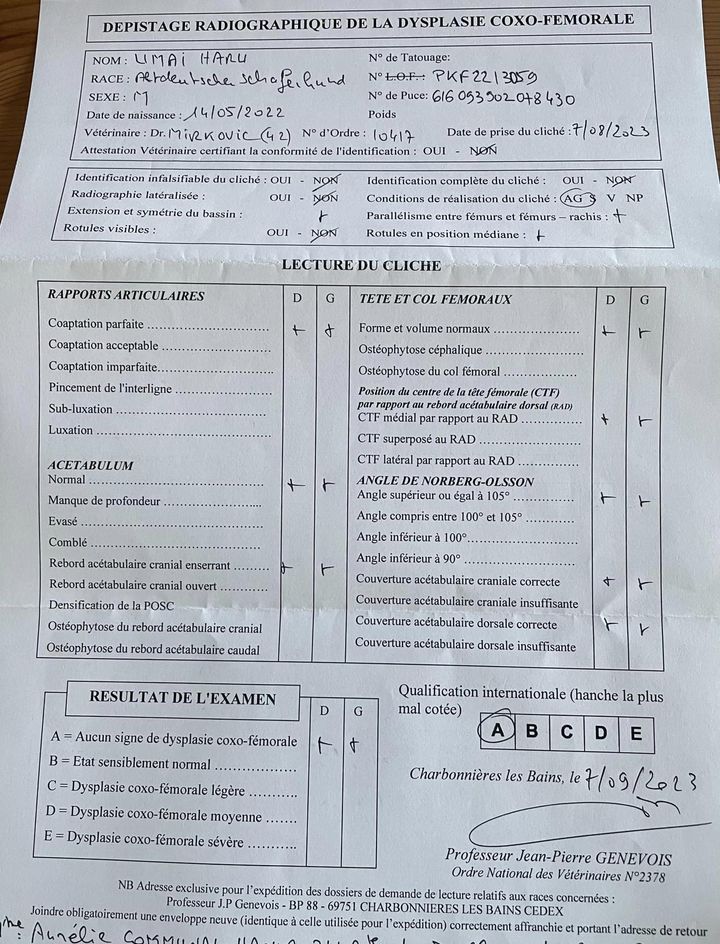 DEPISTAGE RADIOGRAPHIQUE DE LA DYSPLASIE COXO-FEMORALE
NOM : UMAI HARU
N° de Tatouage:
RACE : Altdeutscher Schäferhund
N° L.O.F.: PKF22/3059
SEXE : M
N° de Puce: 616093902078430
Date de naissance : 14/05/2022
Poids
Vétérinaire : Dr. MIRKOVIC (42) N° d'Ordre : 10417 Date de prise du cliché : 7/08/2023
Attestation Vétérinaire certifiant la conformité de l'identification : OUI - NON
Identification infalsifiable du cliché : OUI - NON
Identification complète du cliché : OUI - NON
Radiographie latéralisée : OUI - NON
Conditions de réalisation du cliché : AG S V NP
Extension et symétrie du bassin : +
Parallélisme entre fémurs et fémurs – rachis : +
Rotules visibles : OUI - NON
Rotules en position médiane : +
LECTURE DU CLICHE
RAPPORTS ARTICULAIRES D G
Coaptation parfaite .................................... + +
Coaptation acceptable ................................
Coaptation imparfaite..................................
Pincement de l'interligne ..............................
Sub-luxation ..............................................
Luxation ....................................................
ACETABULUM
Normal ...................................................... + +
Manque de profondeur ................................
Evasé ........................................................
Comblé ......................................................
Rebord acétabulaire cranial enserrant ......... + +
Rebord acétabulaire cranial ouvert .............
Densification de la POSC
Ostéophytose du rebord acétabulaire cranial
Ostéophytose du rebord acétabulaire caudal
TETE ET COL FEMORAUX D G
Forme et volume normaux ........................ + +
Ostéophytose céphalique ..........................
Ostéophytose du col fémoral ....................
Position du centre de la tête fémorale (CTF)
par rapport au rebord acétabulaire dorsal (RAD)
CTF médial par rapport au RAD ................ + +
CTF superposé au RAD ............................
CTF latéral par rapport au RAD .................
ANGLE DE NORBERG-OLSSON
Angle supérieur ou égal à 105° .................. + +
Angle compris entre 100° et 105° ..............
Angle inférieur à 100°................................
Angle inférieur à 90° .................................
Couverture acétabulaire craniale correcte + +
Couverture acétabulaire craniale insuffisante
Couverture acétabulaire dorsale correcte + +
Couverture acétabulaire dorsale insuffisante
RESULTAT DE L'EXAMEN D G
A = Aucun signe de dysplasie coxo-fémorale + +
B = Etat sensiblement normal ........................
C = Dysplasie coxo-fémorale légère ...........
D = Dysplasie coxo-fémorale moyenne ......
E = Dysplasie coxo-fémorale sévère ...........
Qualification internationale (hanche la plus
mal cotée)
A B C D E
Charbonnières les Bains, le 7/09/2023
Professeur Jean-Pierre GENEVOIS
Ordre National des Vétérinaires N°2378
NB Adresse exclusive pour l'expédition des dossiers de demande de lecture relatifs aux races concernées :
Professeur J.P Genevois - BP 88 - 69751 CHARBONNIERES LES BAINS CEDEX
Joindre obligatoirement une enveloppe neuve (identique à celle utilisée pour l'expédition) correctement affranchie et portant l'adresse de retour
Mme : Aurélie